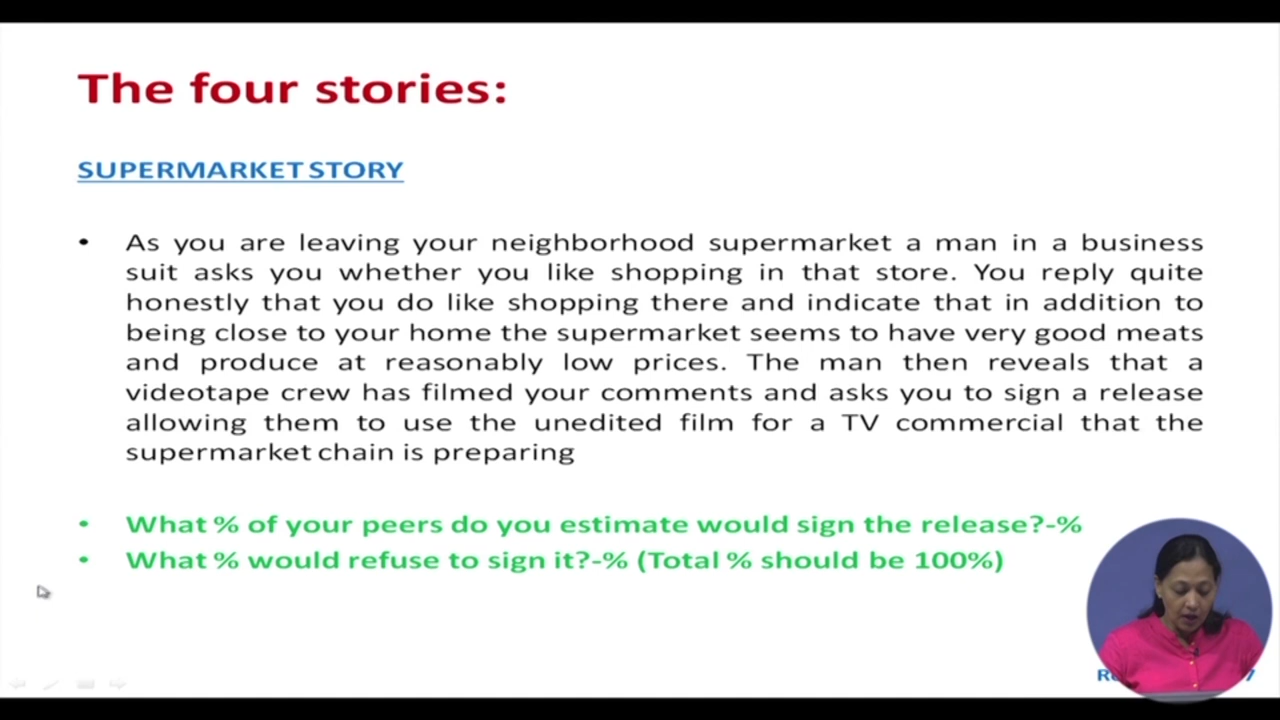 The four stories:
SUPERMARKET STORY
• As you are leaving your neighborhood supermarket a man in a business
suit asks you whether you like shopping in that store. You reply quite
honestly that you do like shopping there and indicate that in addition to
being close to your home the supermarket seems to have very good meats
and produce at reasonably low prices. The man then reveals that a
videotape crew has filmed your comments and asks you to sign a release
allowing them to use the unedited film for a TV commercial that the
supermarket chain is preparing
• What % of your peers do you estimate would sign the release?-%
• What % would refuse to sign it?-% (Total % should be 100%)